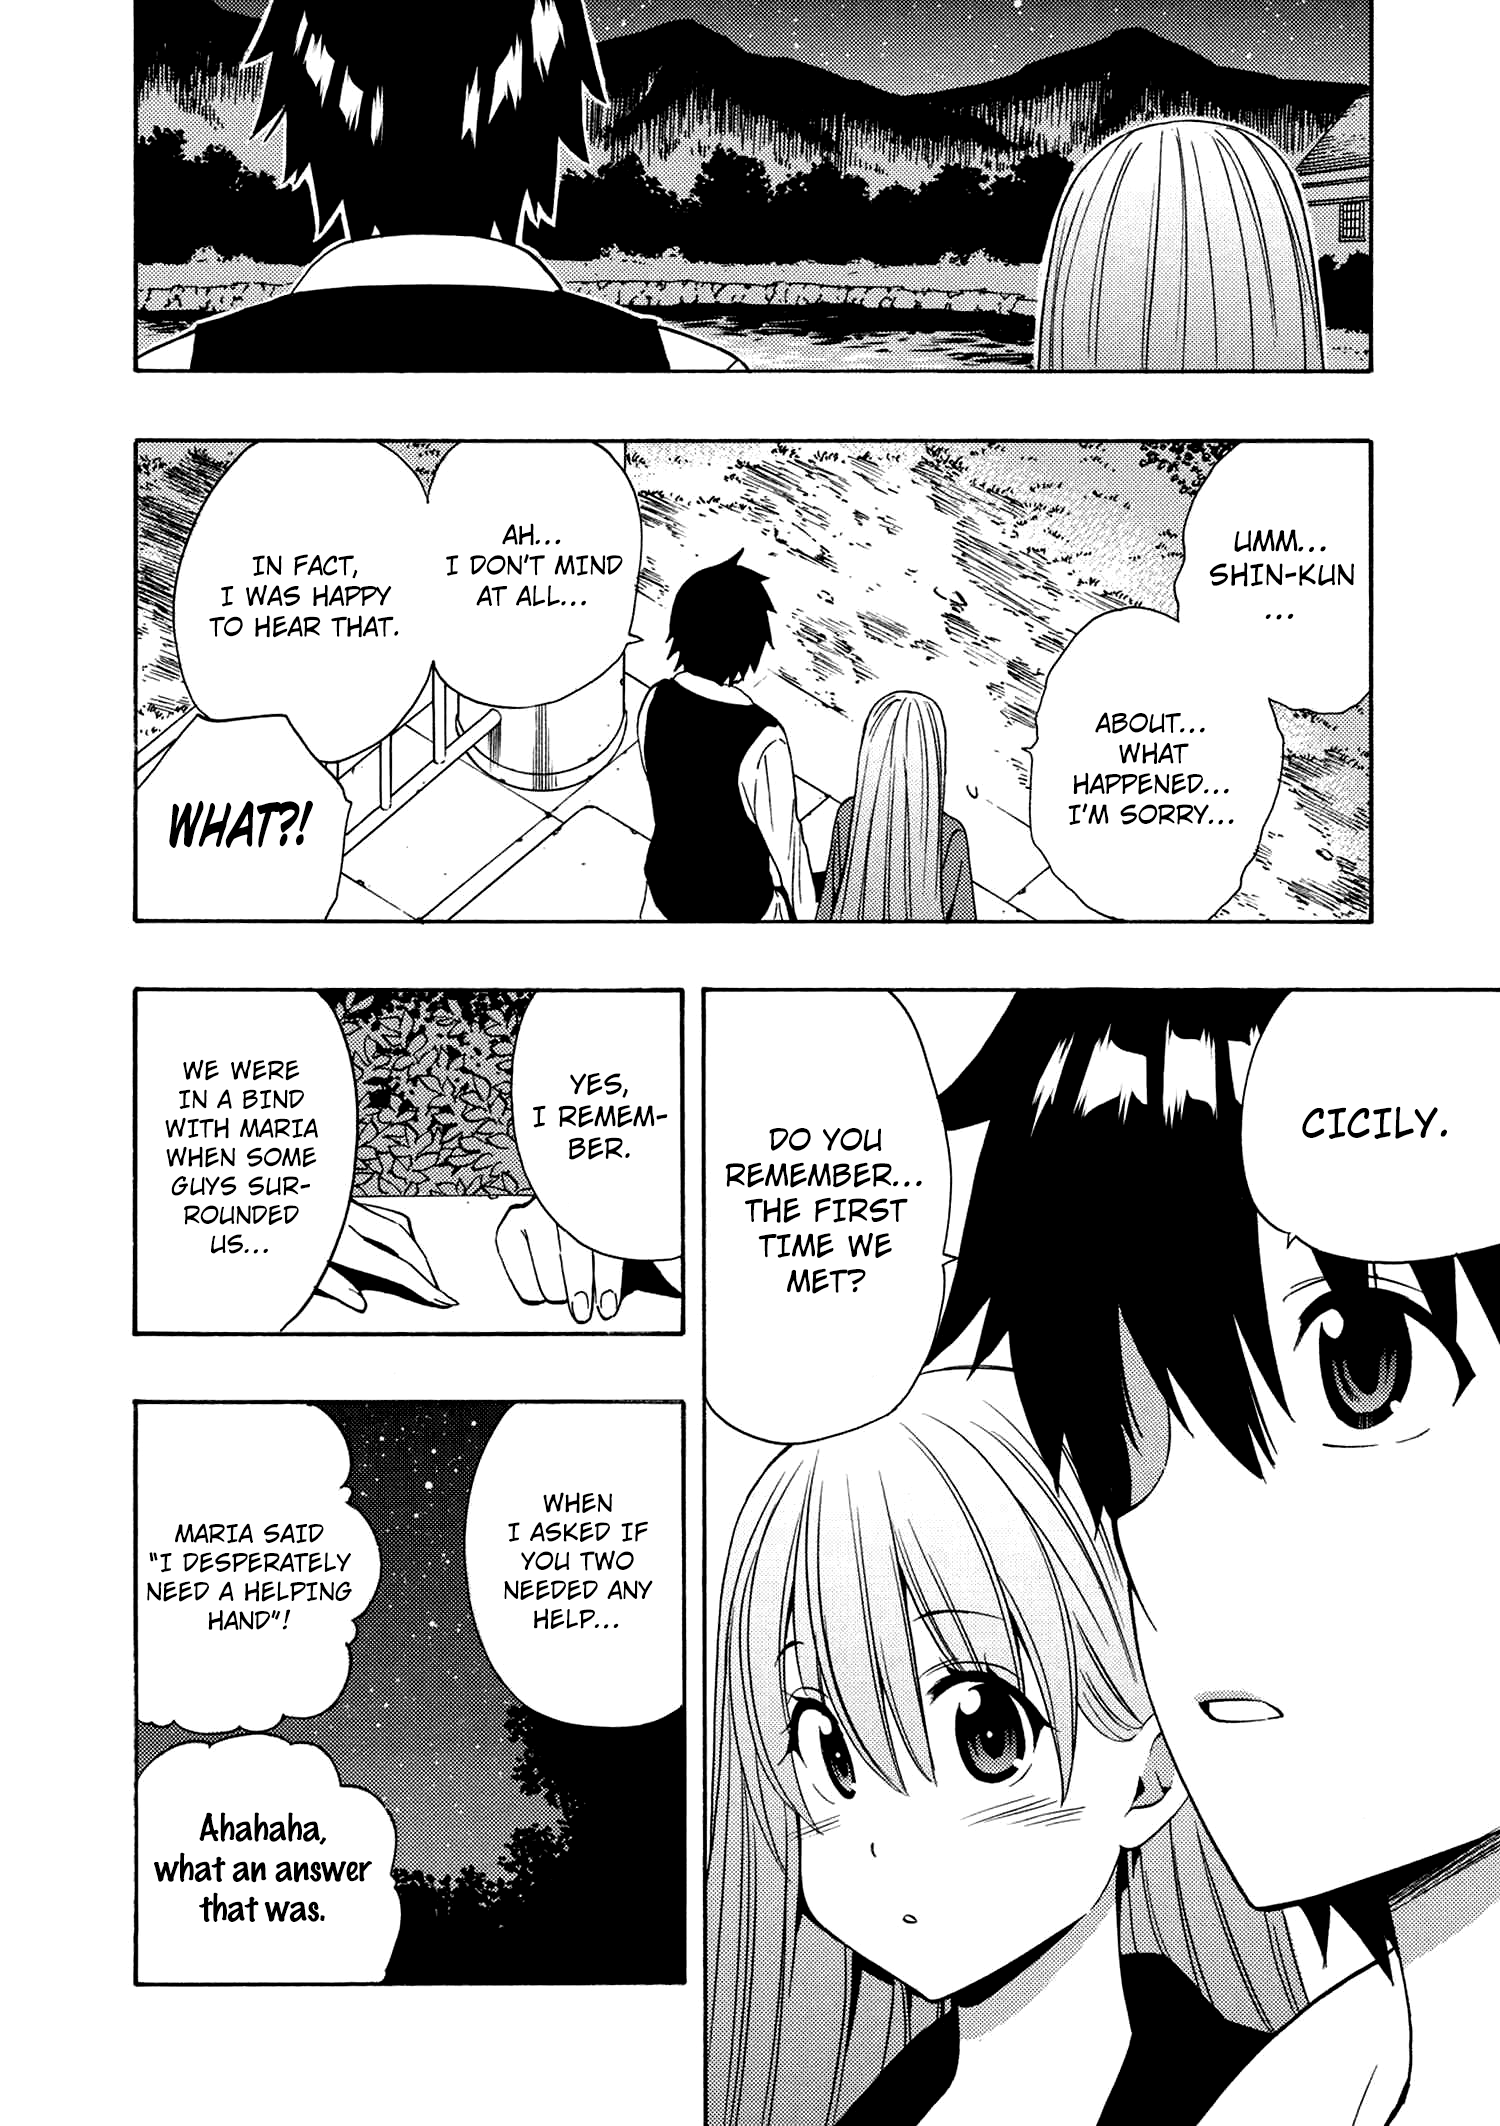 UMM...
SHIN-KUN
...
ABOUT...
WHAT
HAPPENED...
I'M SORRY...
AH...
I DON'T MIND
AT ALL...
IN FACT,
I WAS HAPPY
TO HEAR THAT.
WHAT?!
CICILY.
DO YOU
REMEMBER...
THE FIRST
TIME WE
MET?
YES,
I REMEM-
BER.
WE WERE
IN A BIND
WITH MARIA
WHEN SOME
GUYS SUR-
ROUNDED
US...
WHEN
I ASKED IF
YOU TWO
NEEDED ANY
HELP...
MARIA SAID
"I DESPERATELY
NEED A HELPING
HAND"!
Ahahaha,
what an answer
that was.